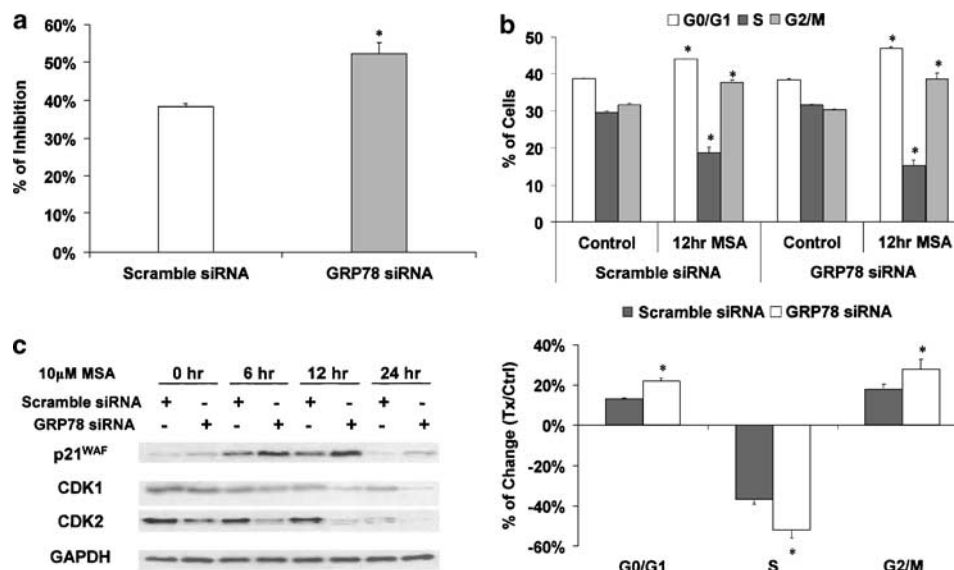 a
60%
50%
40%
30%
20%
10%
0%
% of Inhibition
*
Scramble siRNA GRP78 siRNA
b
G0/G1 S G2/M
50
40
30
20
10
0
% of Cells
* * * * * *
Control 12hr MSA Control 12hr MSA
Scramble siRNA GRP78 siRNA
Scramble siRNA GRP78 siRNA
40%
20%
0%
-20%
-40%
-60%
% of Change (Tx/Ctrl)
* * *
G0/G1 S G2/M
c
10μM MSA 0 hr 6 hr 12 hr 24 hr
Scramble siRNA + - + - + - + -
GRP78 siRNA - + - + - + - +
p21WAF
CDK1
CDK2
GAPDH